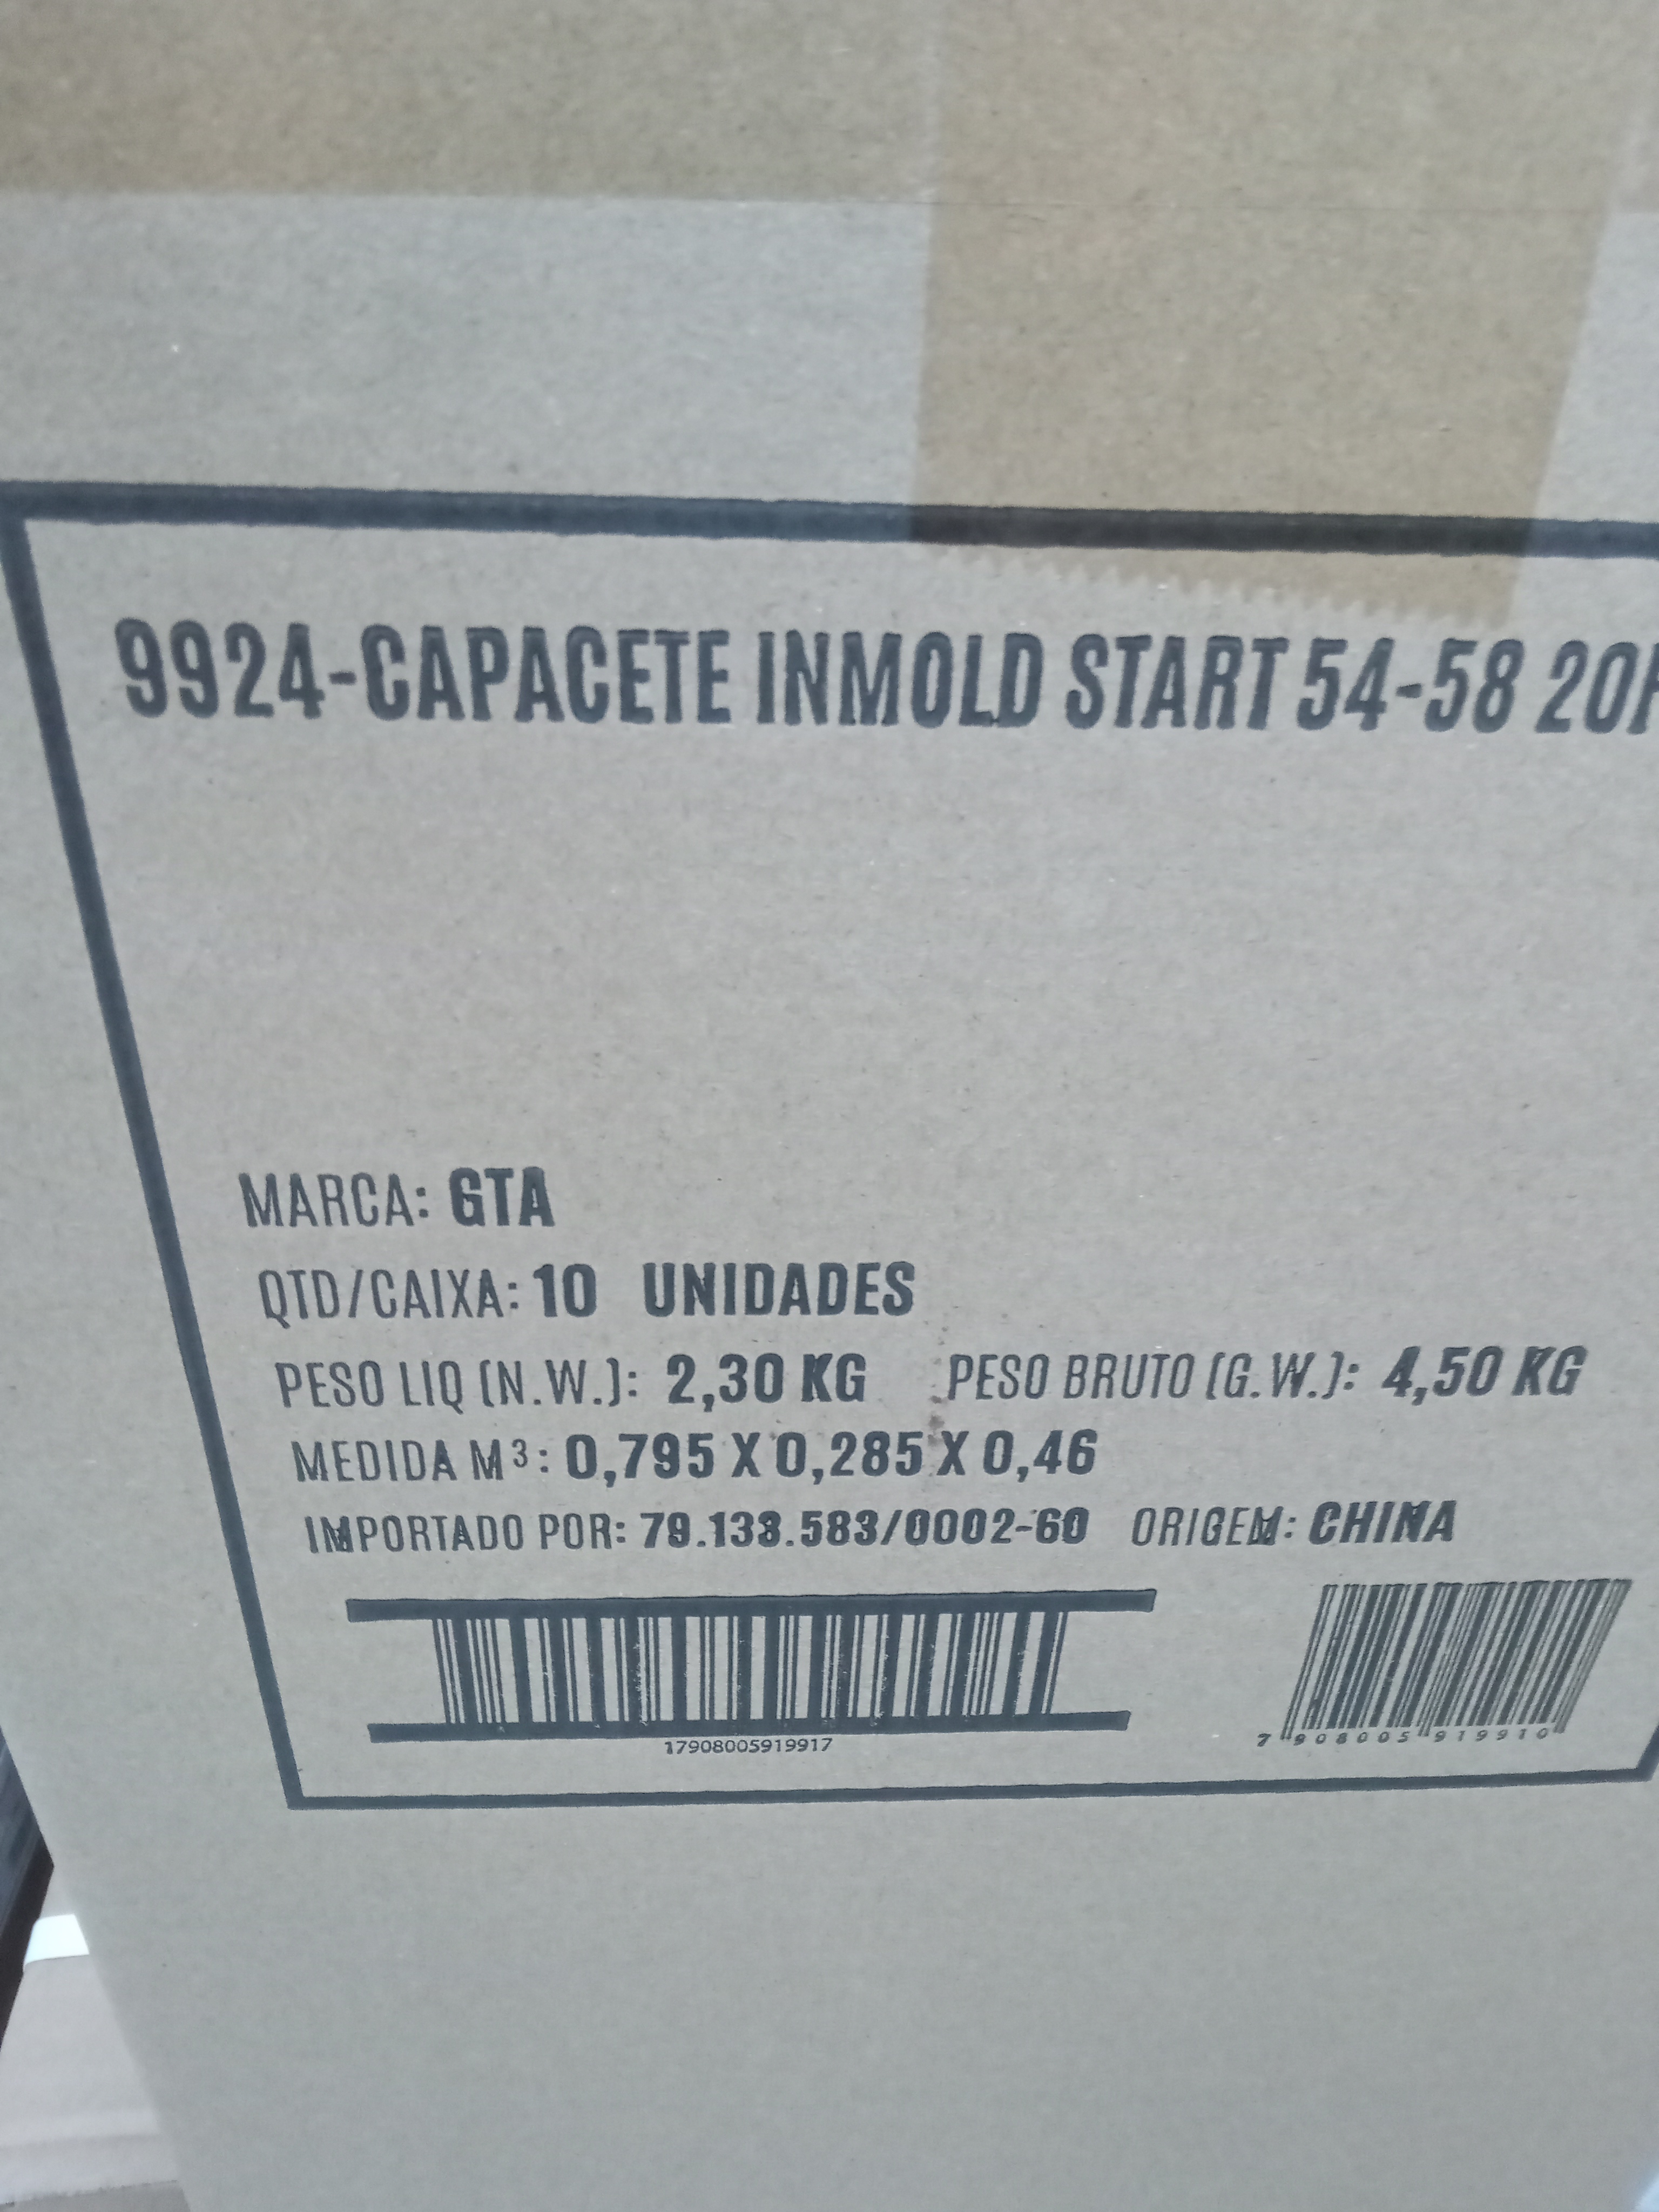 9924-CAPACETE INMOLD START 54-58
MARCA: GTA
QTD/CAIXA: 10 UNIDADES
PESO LIQ (N.W.): 2,30 KG PESO BRUTO (G.W.): 4,50 KG
MEDIDA M³: 0,795 X 0,285 X 0,46
IMPORTADO POR: 79.133.583/0002-60 ORIGEM: CHINA
17908005919917
7 908005 919910